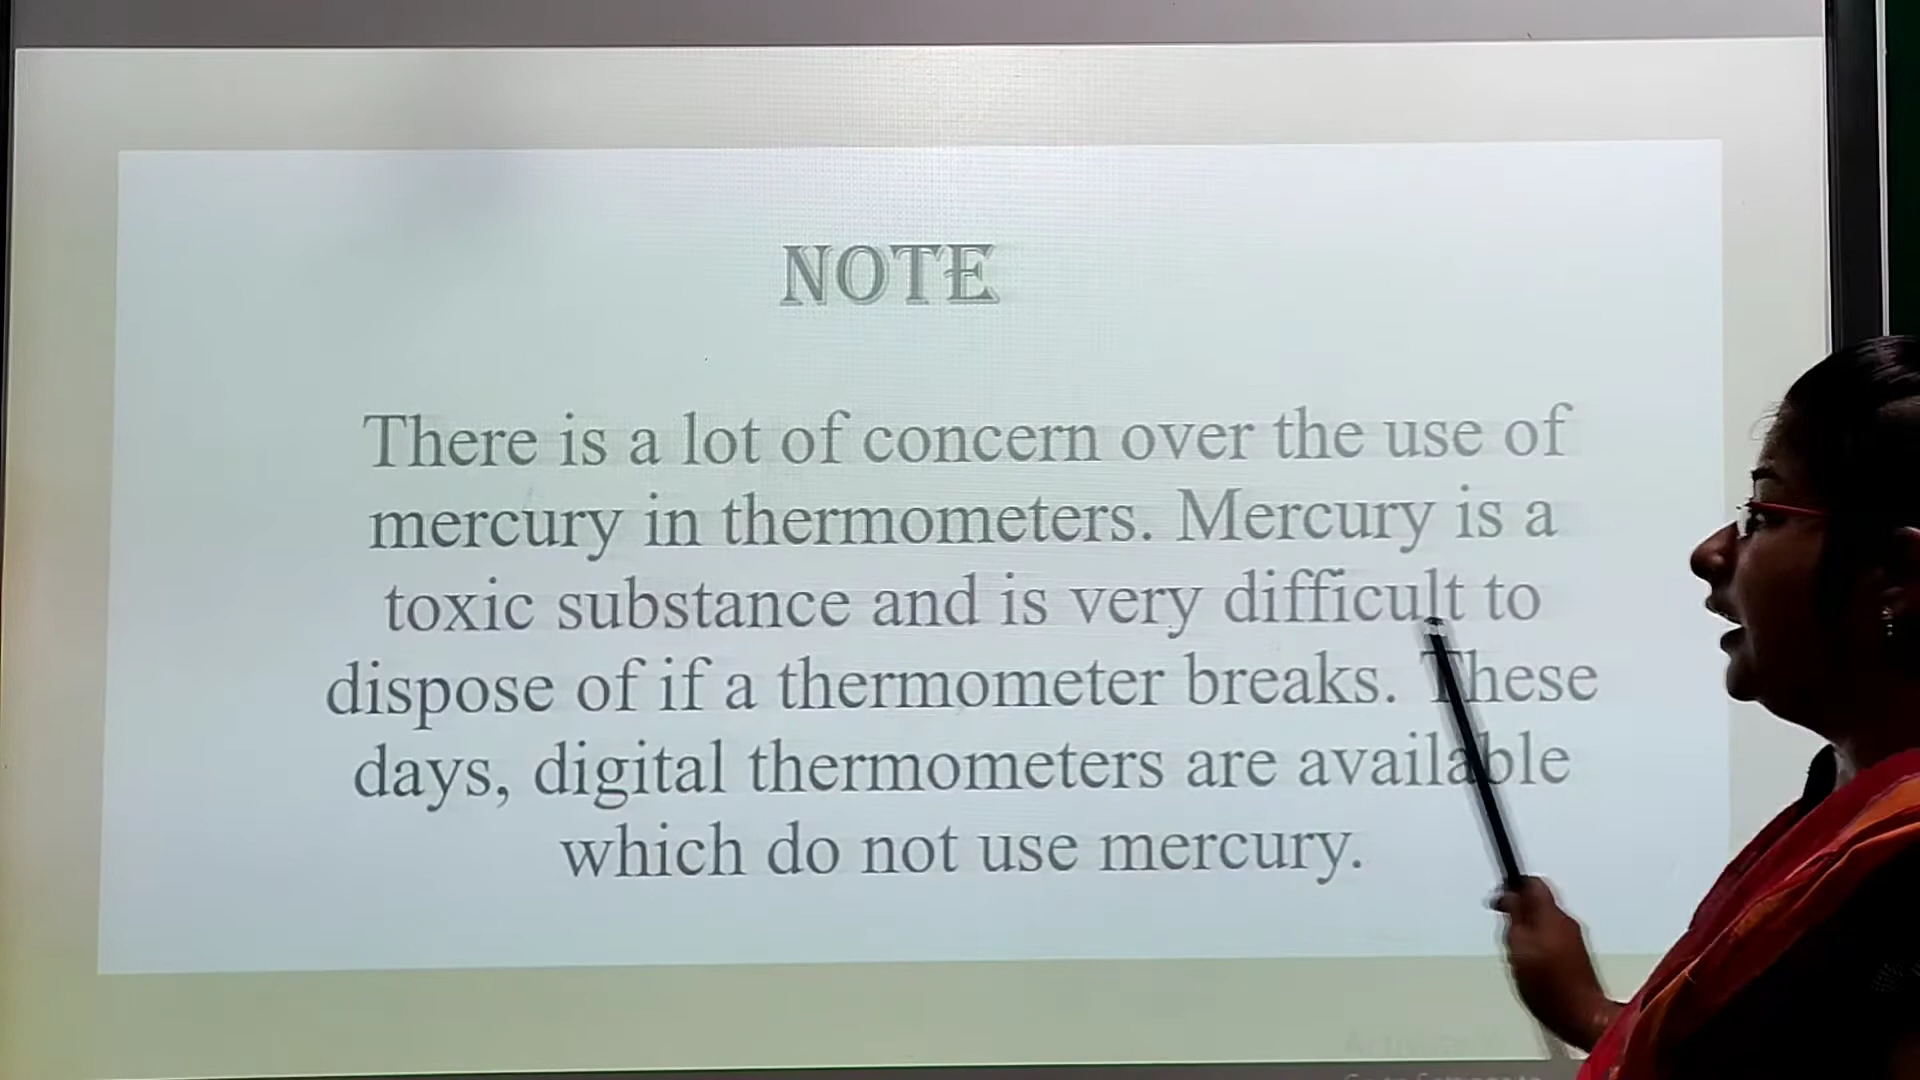 NOTE
There is a lot of concern over the use of
mercury in thermometers. Mercury is a
toxic substance and is very difficult to
dispose of if a thermometer breaks. These
days, digital thermometers are available
which do not use mercury.